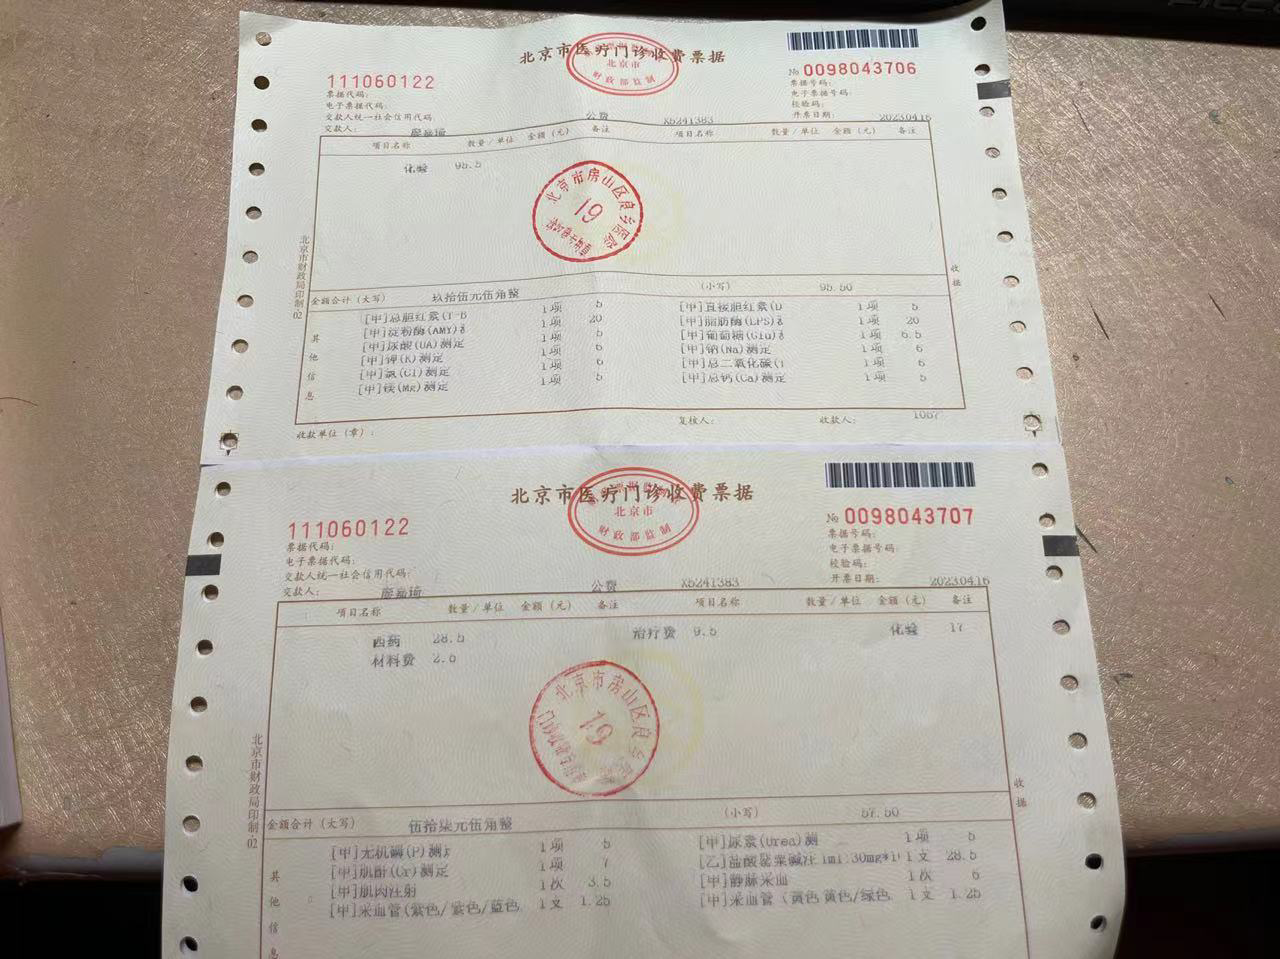 北京市医疗门诊收费票据
北京市
财政部监制
111060122
№ 0098043706
票据代码:
票据号码:
电子票据代码:
电子票据号码:
交款人统一社会信用代码:
校验码:
交款人:
公费
X5241383
开票日期: 20230416
项目名称 数量/单位 金额(元) 备注 项目名称 数量/单位 金额(元) 备注
化验 95.5
北京市房山区良乡医院
19
北京市财政局印制 02
收据
金额合计(大写) 玖拾伍元伍角整 (小写) 95.50
其他信息
[甲]总胆红素(T-B 1项 5 [甲]直接胆红素(D 1项 5
[甲]淀粉酶(AMY) 1项 20 [甲]脂肪酶(LPS) 1项 20
[甲]尿酸(UA)测定 1项 5 [甲]葡萄糖(Glu) 1项
[甲]钾(K)测定 1项 6 [甲]钠(Na)测定 1项 6
[甲]氯(Cl)测定 1项 6 [甲]总二氧化碳( 1项 6
[甲]镁(Mg)测定 1项 5 [甲]总钙(Ca)测定 1项 5
收款单位(章): 复核人: 收款人: 1067
北京市医疗门诊收费票据
北京市
财政部监制
111060122
№ 0098043707
票据代码:
票据号码:
电子票据代码:
电子票据号码:
交款人统一社会信用代码:
校验码:
交款人:
公费
X5241383
开票日期: 20230416
项目名称 数量/单位 金额(元) 备注 项目名称 数量/单位 金额(元) 备注
西药 28.5 治疗费 9.5 化验 17
材料费 2.5
北京市房山区良乡
19
北京市财政局印制 02
收据
金额合计(大写) 伍拾柒元伍角整 (小写) 57.50
其他信息
[甲]无机磷(P)测 1项 5 [甲]尿素(Urea)测 1项 5
[甲]肌酐(Cr)测定 1项 7 [乙]盐酸罂粟碱注 1ml:30mg*1 1支 28.5
[甲]肌肉注射 1次 3.5 [甲]静脉采血 1次 6
[甲]采血管(紫色/紫色/蓝色 1支 1.25 [甲]采血管(黄色 黄色/绿色 1支 1.25